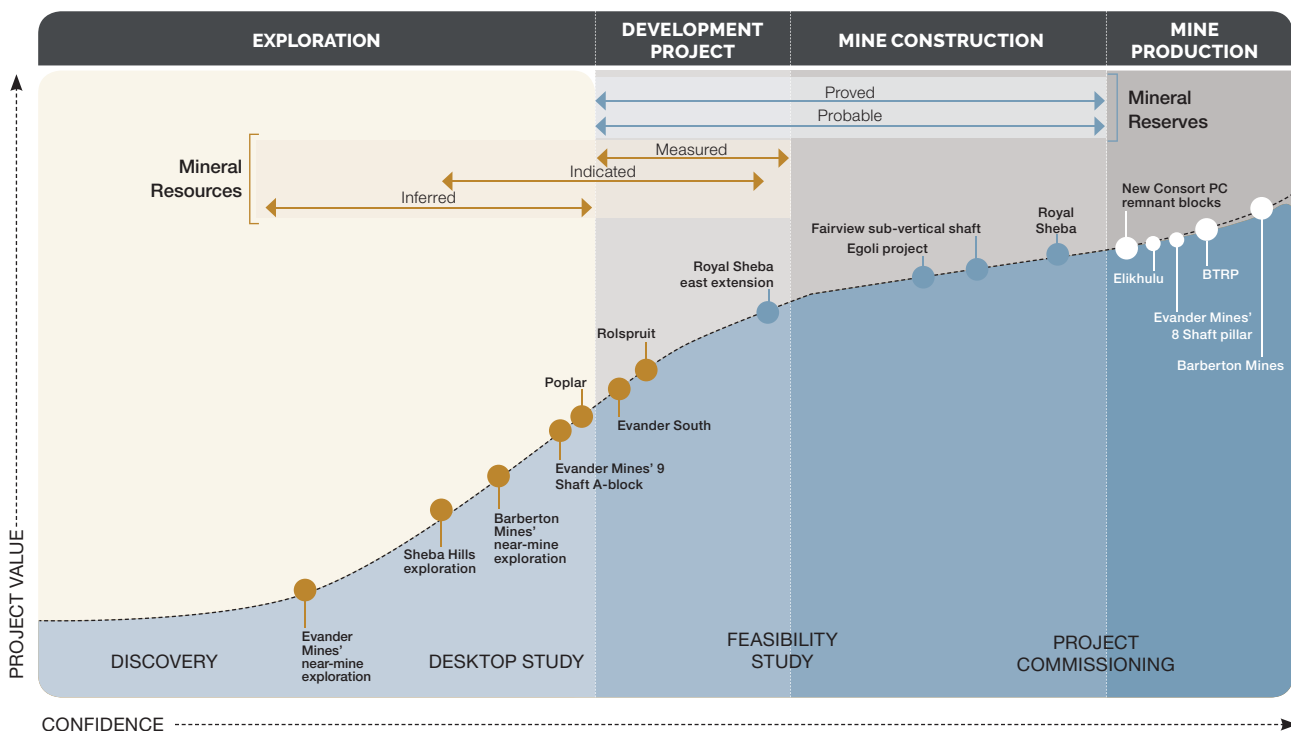 EXPLORATION
DEVELOPMENT
PROJECT
MINE CONSTRUCTION
MINE
PRODUCTION
Proved
Probable
Mineral
Reserves
Measured
Indicated
Inferred
Mineral
Resources
New Consort PC
remnant blocks
Royal
Sheba
Fairview sub-vertical shaft
Egoli project
Elikhulu
BTRP
Royal Sheba
east extension
Evander Mines'
8 Shaft pillar
Barberton Mines
Rolspruit
Poplar
Evander South
Evander Mines' 9
Shaft A-block
Barberton
Mines'
near-mine
exploration
Sheba Hills
exploration
Evander
Mines'
near-mine
exploration
DISCOVERY
DESKTOP STUDY
FEASIBILITY
STUDY
PROJECT
COMMISSIONING
PROJECT VALUE
CONFIDENCE